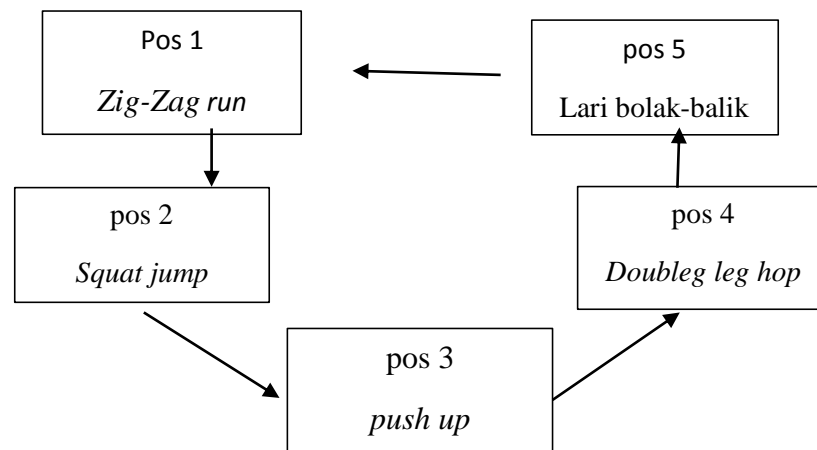 Pos 1
Zig-Zag run
pos 2
Squat jump
pos 3
push up
pos 4
Doubleg leg hop
pos 5
Lari bolak-balik